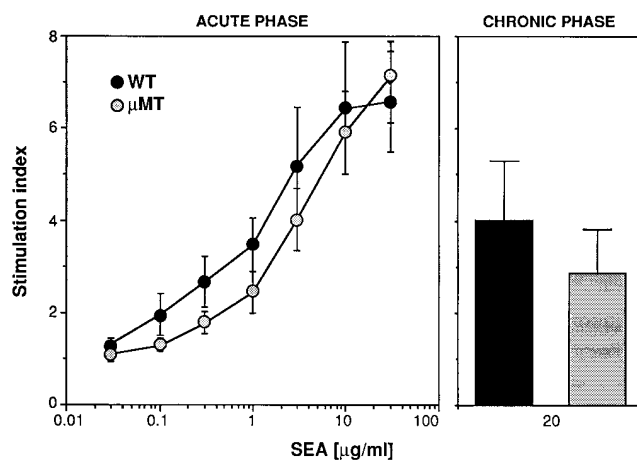 ACUTE PHASE
CHRONIC PHASE
8
6
4
2
0
Stimulation index
WT
μMT
0.01 0.1 1 10 100
20
SEA [μg/ml]